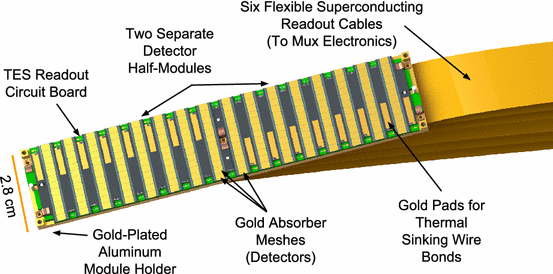 Six Flexible Superconducting
Readout Cables
(To Mux Electronics)
Two Separate
Detector
Half-Modules
TES Readout
Circuit Board
2.8 cm
Gold-Plated
Aluminum
Module Holder
Gold Absorber
Meshes
(Detectors)
Gold Pads for
Thermal
Sinking Wire
Bonds